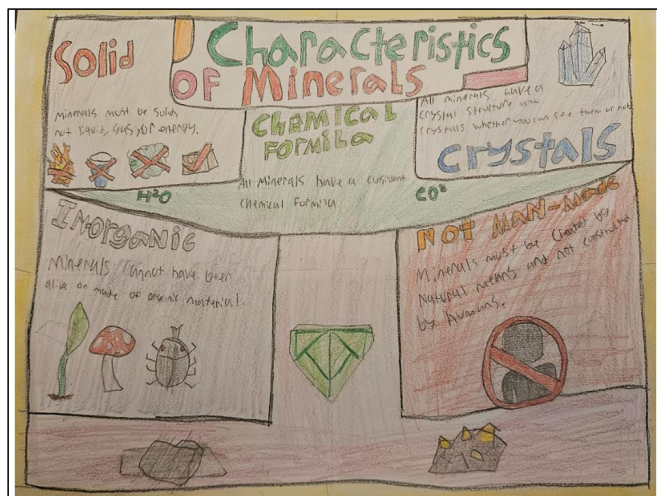 Characteristics
OF Minerals
Solid
Minerals must be Solid,
not liquid, gas, or energy.
CHEMICAL
FORMILA
All Minerals have a constant
chemical Formila
H²O
CO²
All minerals have a
crystal structure
crystals whether you can see them or not
Crystals
Inorganic
Minerals cannot have been
alive or made of organic material.
NOT MAN-Made
Minerals must be created by
Natural means and not constructed
by Humans.